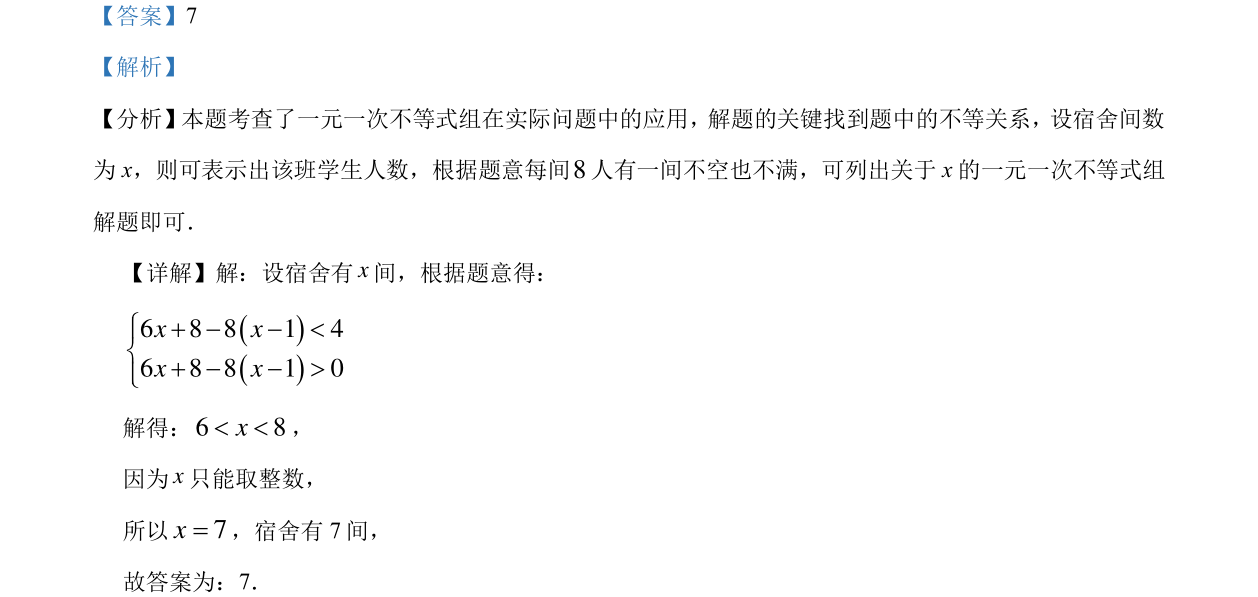 【答案】7
【解析】
【分析】本题考查了一元一次不等式组在实际问题中的应用，解题的关键找到题中的不等关系，设宿舍间数
为 x，则可表示出该班学生人数，根据题意每间8 人有一间不空也不满，可列出关于 x 的一元一次不等式组
解题即可．
【详解】解：设宿舍有 x 间，根据题意得：
6x+8−8(x−1)<4
6x+8−8(x−1)>0
解得：6<x<8，
因为 x 只能取整数，
所以 x=7，宿舍有 7 间，
故答案为：7．